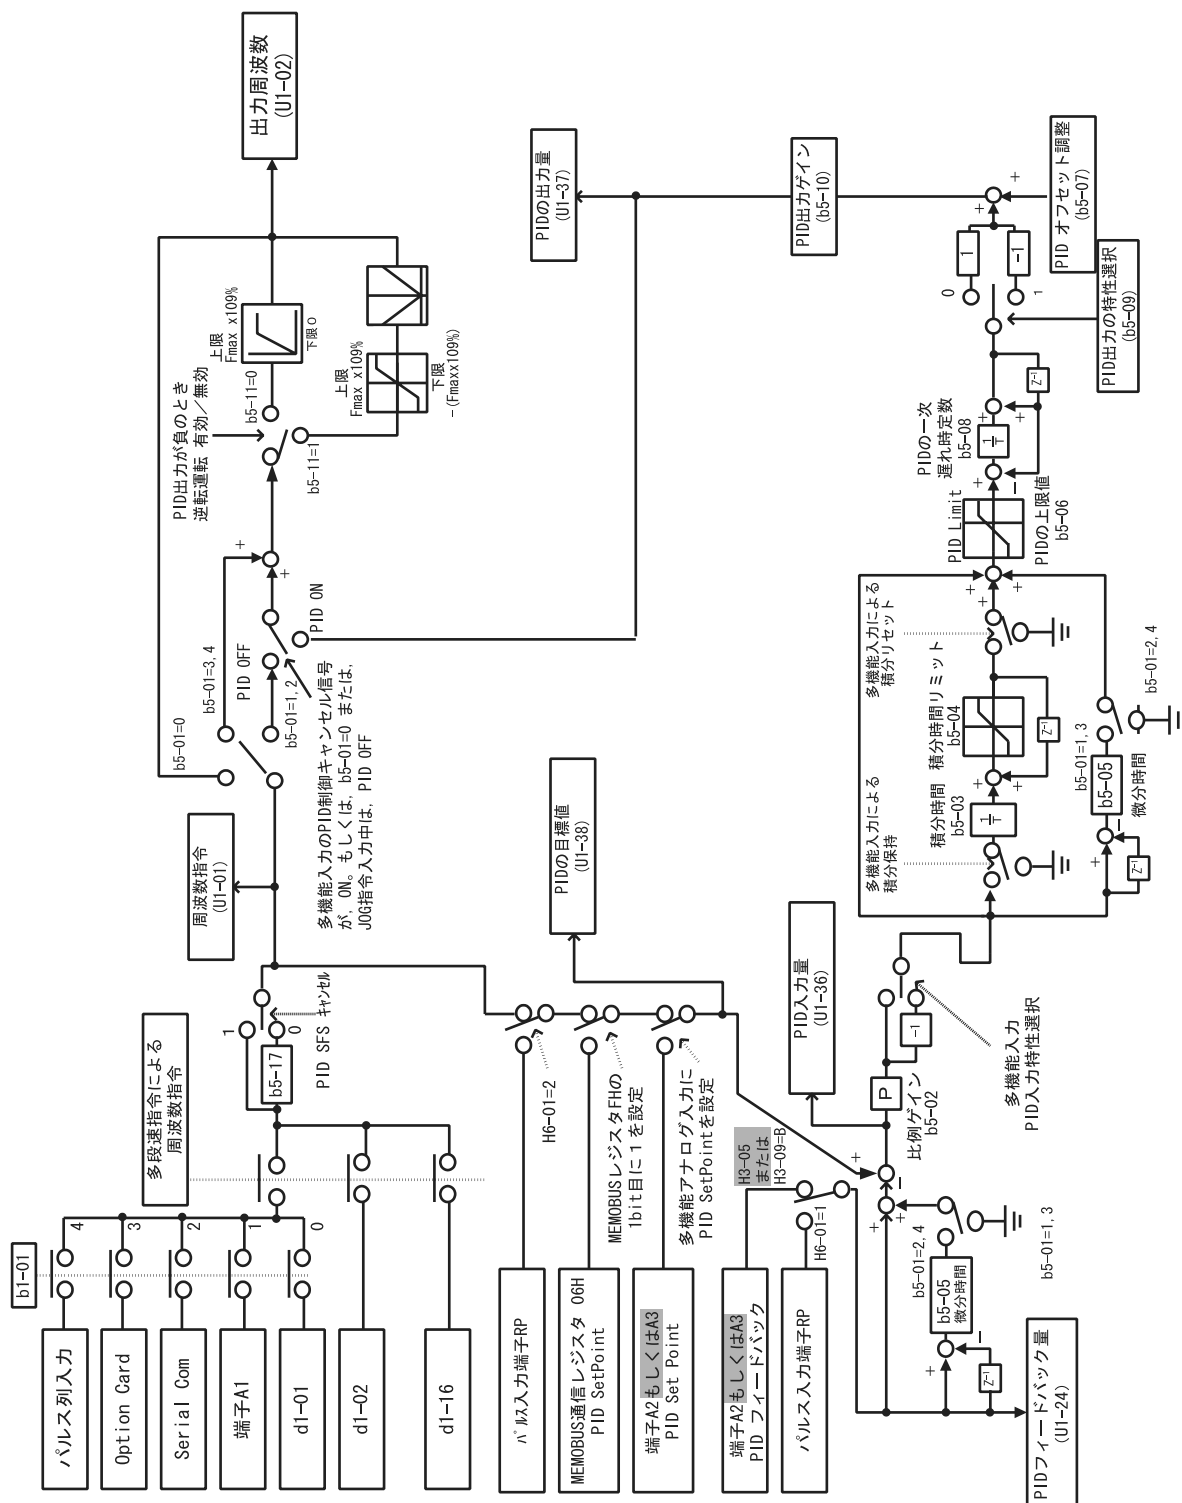 b1-01
パルス列入力
Option Card
Serial Com
端子A1
d1-01
d1-02
d1-16
4
3
2
1
0
多段速指令による
周波数指令
b5-17
1
0
PID SFS キャンセル
周波数指令
(U1-01)
b5-01=0
b5-01=3,4
PID OFF
b5-01=1,2
PID ON
多機能入力のPID制御キャンセル信号
が, ON。もしくは, b5-01=0 または,
JOG指令入力中は, PID OFF
+
+
PID出力が負のとき
逆転運転 有効/無効
b5-11=0
b5-11=1
上限
Fmax x109%
下限 0
上限
Fmax x109%
下限
-(Fmaxx109%)
出力周波数
(U1-02)
パルス入力端子RP
MEMOBUS通信レジスタ 06H
PID SetPoint
端子A2もしくはA3
PID Set Point
H6-01=2
MEMOBUSレジスタFHの
1bit目に1を設定
多機能アナログ入力に
PID SetPointを設定
PIDの目標値
(U1-38)
PIDの出力量
(U1-37)
端子A2もしくはA3
PID フィードバック
パルス入力端子RP
H3-05
または
H3-09=B
H6-01=1
PID入力量
(U1-36)
+
-
+
+
P
比例ゲイン
b5-02
-1
多機能入力
PID入力特性選択
b5-01=2,4
b5-01=1,3
b5-05
微分時間
+
-
Z-1
PIDフィードバック量
(U1-24)
多機能入力による
積分保持
積分時間
b5-03
1
T
+
+
積分時間リミット
b5-04
Z-1
多機能入力による
積分リセット
+
+
+
b5-01=1,3
b5-05
微分時間
b5-01=2,4
+
-
Z-1
PID Limit
PIDの上限値
b5-06
PIDの一次
遅れ時定数
b5-08
+
-
1
T
+
+
Z-1
0
1
1
-1
PID出力の特性選択
(b5-09)
+
+
PID オフセット調整
(b5-07)
PID出力ゲイン
(b5-10)